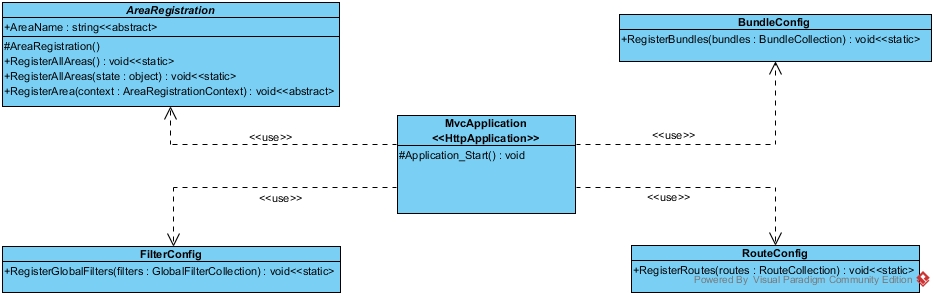 AreaRegistration
+AreaName : string<<abstract>
#AreaRegistration()
+RegisterAllAreas() : void<<static>
+RegisterAllAreas(state : object) : void<<static>
+RegisterArea(context : AreaRegistrationContext) : void<<abstract>
BundleConfig
+RegisterBundles(bundles : BundleCollection) : void<<static>
<<use>>
MvcApplication
<<HttpApplication>>
#Application_Start() : void
<<use>>
<<use>>
<<use>>
FilterConfig
+RegisterGlobalFilters(filters : GlobalFilterCollection) : void<<static>
RouteConfig
+RegisterRoutes(routes : RouteCollection) : void<<static>
Powered By Visual Paradigm Community Edition